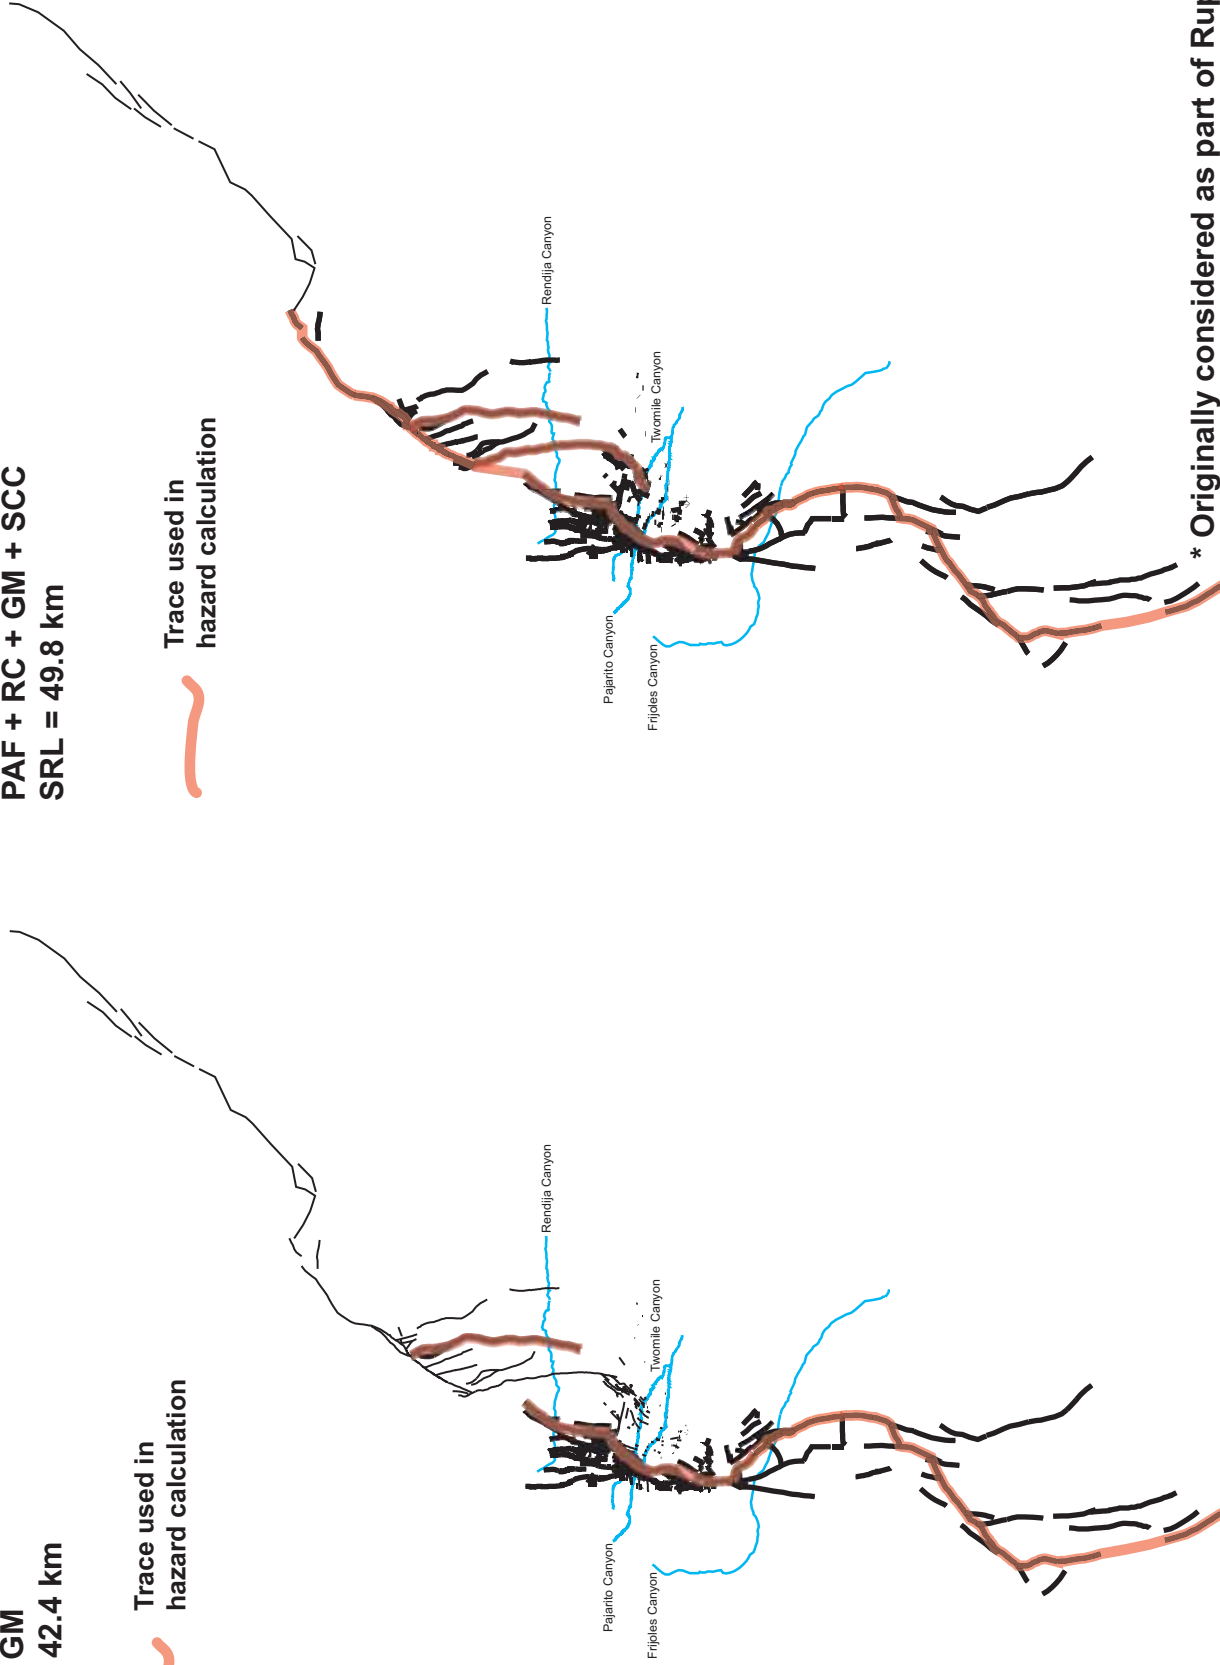 PAF + RC + GM + SCC
SRL = 49.8 km
Trace used in
hazard calculation
Rendija Canyon
Twomile Canyon
Pajarito Canyon
Frijoles Canyon
* Originally considered as part of
GM
42.4 km
Trace used in
hazard calculation
Rendija Canyon
Twomile Canyon
Pajarito Canyon
Frijoles Canyon